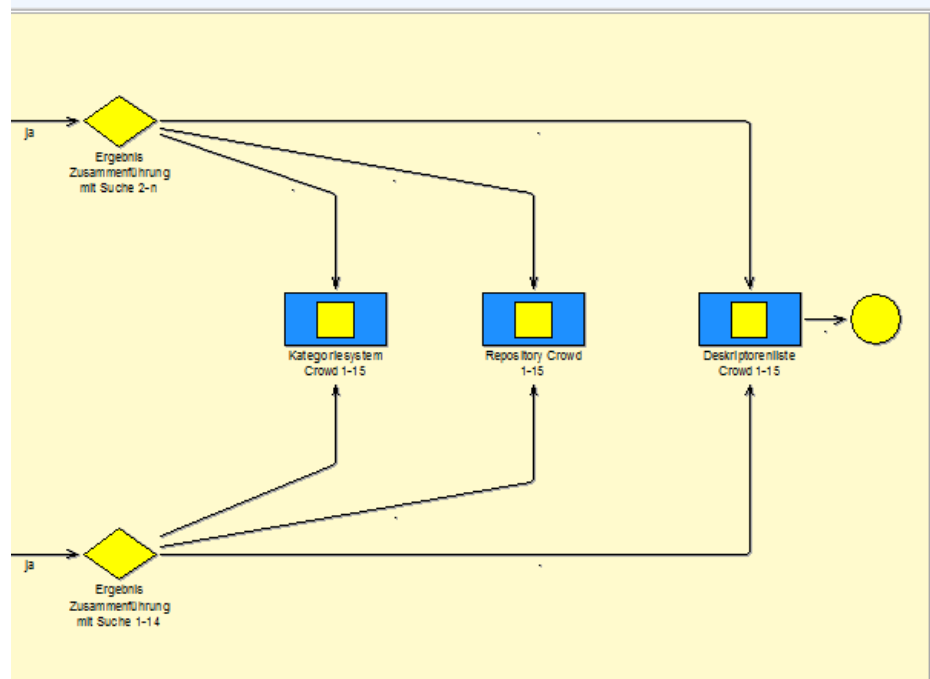 ja
Ergebnis
Zusammenführung
mit Suche 2-n
Kategoriesystem
Crowd 1-15
Repository Crowd
1-15
Deskriptorenliste
Crowd 1-15
ja
Ergebnis
Zusammenführung
mit Suche 1-14